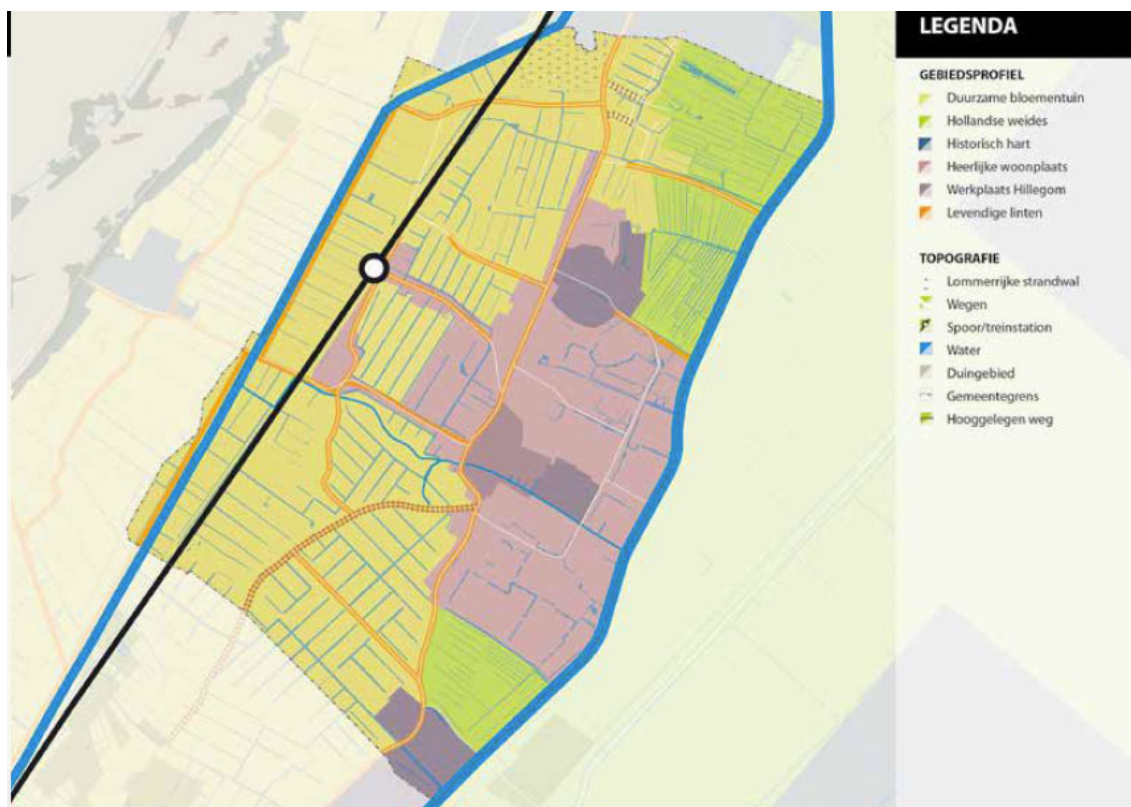 LEGENDA
GEBIEDSPROFIEL
Duurzame bloementuin
Hollandse weides
Historisch hart
Heerlijke woonplaats
Werkplaats Hillegom
Levendige linten
TOPOGRAFIE
Lommerrijke strandwal
Wegen
Spoor/treinstation
Water
Duingebied
Gemeentegrens
Hooggelegen weg